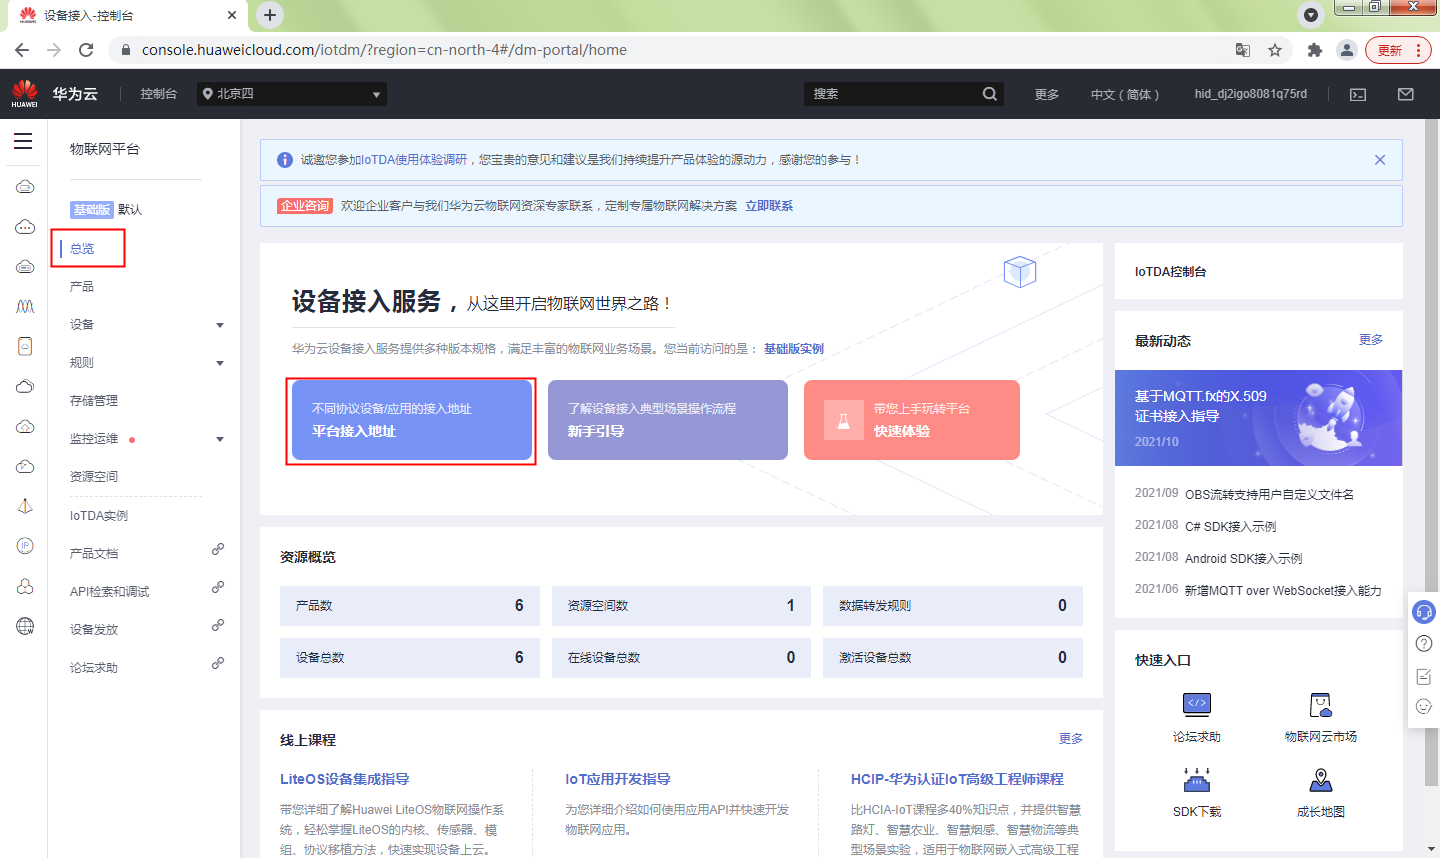 设备接入-控制台
console.huaweicloud.com/iotdm/?region=cn-north-4#/dm-portal/home
更新
HUAWEI
华为云
控制台
北京四
搜索
更多
中文 ( 简体 )
hid_dj2igo8081q75rd
物联网平台
基础版 默认
总览
产品
设备
规则
存储管理
监控运维
资源空间
IoTDA实例
产品文档
API检索和调试
设备发放
论坛求助
诚邀您参加IoTDA使用体验调研，您宝贵的意见和建议是我们持续提升产品体验的源动力，感谢您的参与！
企业咨询 欢迎企业客户与我们华为云物联网资深专家联系，定制专属物联网解决方案 立即联系
设备接入服务，从这里开启物联网世界之路！
华为云设备接入服务提供多种版本规格，满足丰富的物联网业务场景。您当前访问的是： 基础版实例
不同协议设备/应用的接入地址
平台接入地址
了解设备接入典型场景操作流程
新手引导
带您上手玩转平台
快速体验
资源概览
产品数 6
资源空间数 1
数据转发规则 0
设备总数 6
在线设备总数 0
激活设备总数 0
线上课程
更多
LiteOS设备集成指导
带您详细了解Huawei LiteOS物联网操作系
统，轻松掌握LiteOS的内核、传感器、模
组、协议移植方法，快速实现设备上云。
IoT应用开发指导
为您详细介绍如何使用应用API并快速开发
物联网应用。
HCIP-华为认证IoT高级工程师课程
比HCIA-IoT课程多40%知识点，并提供智慧
路灯、智慧农业、智慧烟感、智慧物流等典
型场景实验，适用于物联网嵌入式高级工程
IoTDA控制台
最新动态
更多
基于MQTT.fx的X.509
证书接入指导
2021/10
2021/09 OBS流转支持用户自定义文件名
2021/08 C# SDK接入示例
2021/08 Android SDK接入示例
2021/06 新增MQTT over WebSocket接入能力
快速入口
论坛求助
物联网云市场
SDK下载
成长地图